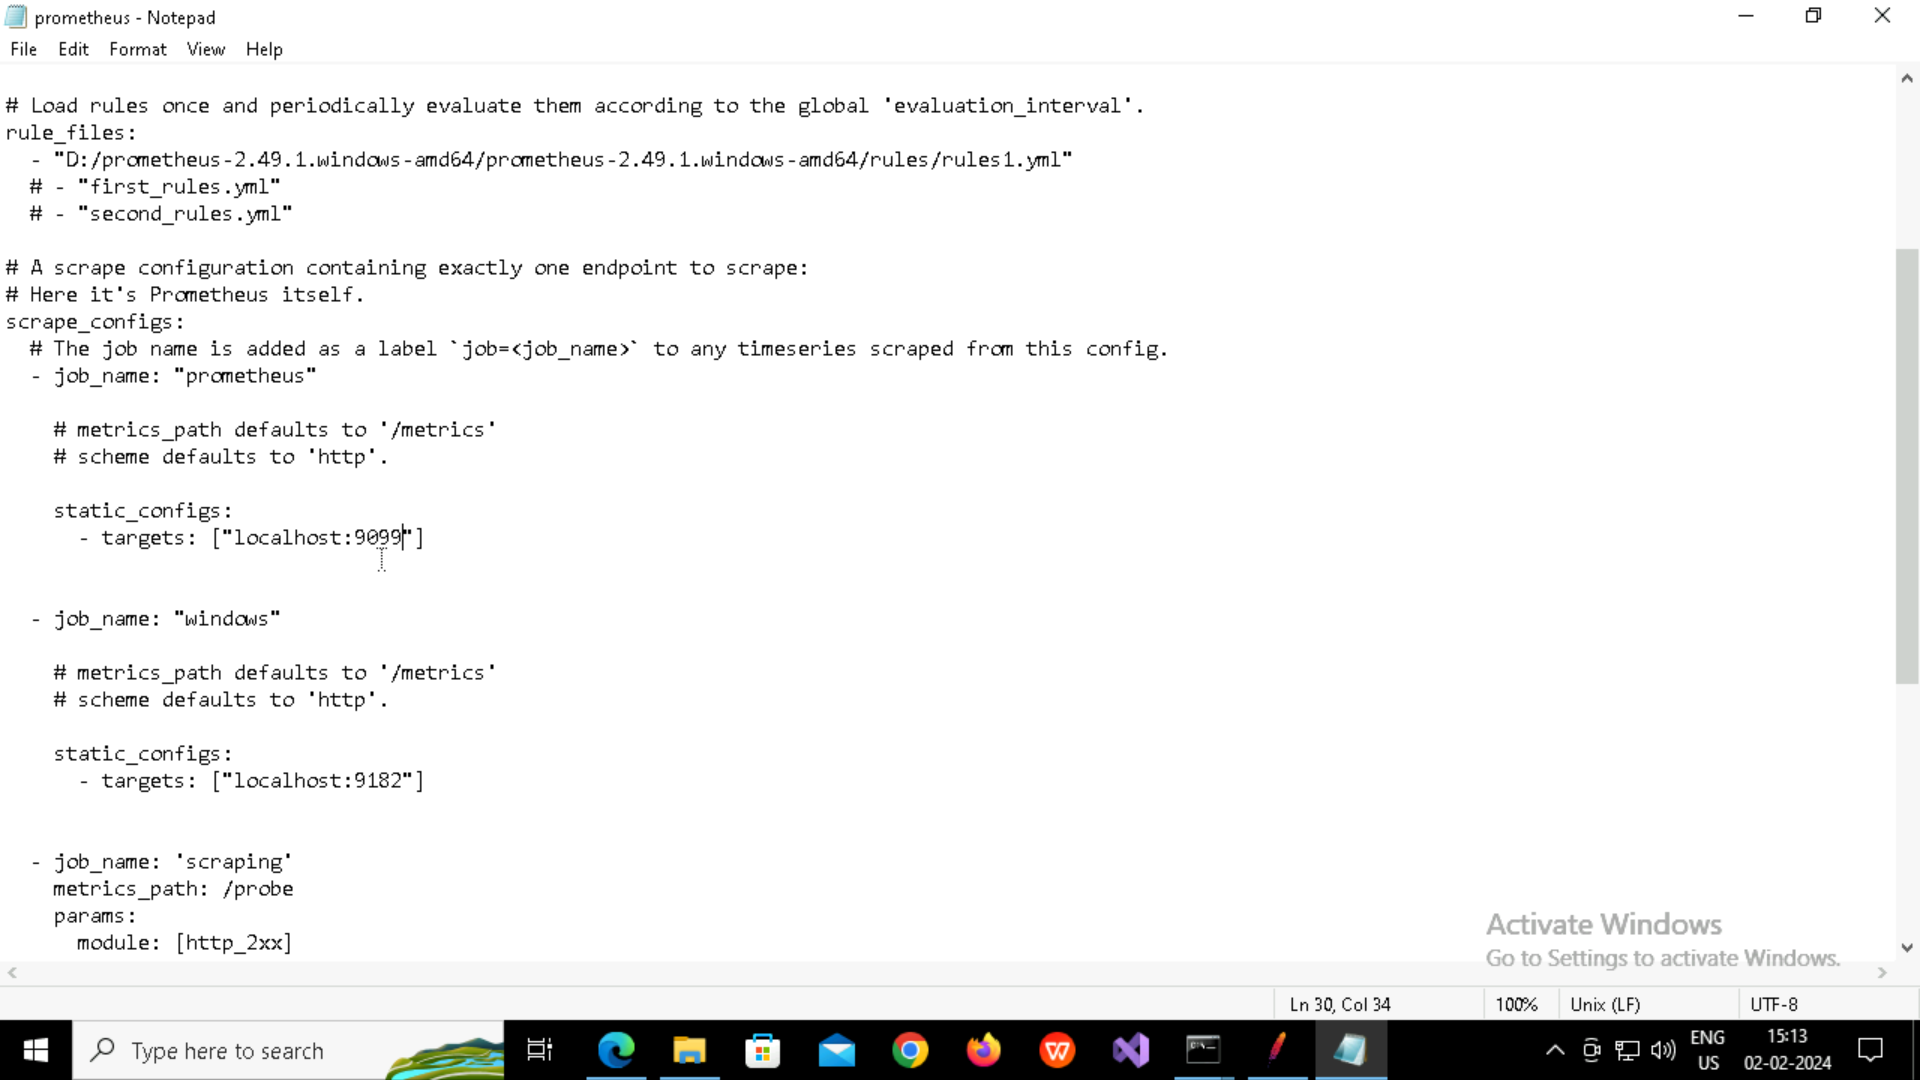 prometheus - Notepad
File Edit Format View Help
# Load rules once and periodically evaluate them according to the global 'evaluation_interval'.
rule_files:
  - "D:/prometheus-2.49.1.windows-amd64/prometheus-2.49.1.windows-amd64/rules/rules1.yml"
  # - "first_rules.yml"
  # - "second_rules.yml"
# A scrape configuration containing exactly one endpoint to scrape:
# Here it's Prometheus itself.
scrape_configs:
  # The job name is added as a label `job=<job_name>` to any timeseries scraped from this config.
  - job_name: "prometheus"
    # metrics_path defaults to '/metrics'
    # scheme defaults to 'http'.
    static_configs:
      - targets: ["localhost:9099"]
  - job_name: "windows"
    # metrics_path defaults to '/metrics'
    # scheme defaults to 'http'.
    static_configs:
      - targets: ["localhost:9182"]
  - job_name: 'scraping'
    metrics_path: /probe
    params:
      module: [http_2xx]
Activate Windows
Go to Settings to activate Windows.
Ln 30, Col 34 100% Unix (LF) UTF-8
Type here to search
ENG
US
15:13
02-02-2024